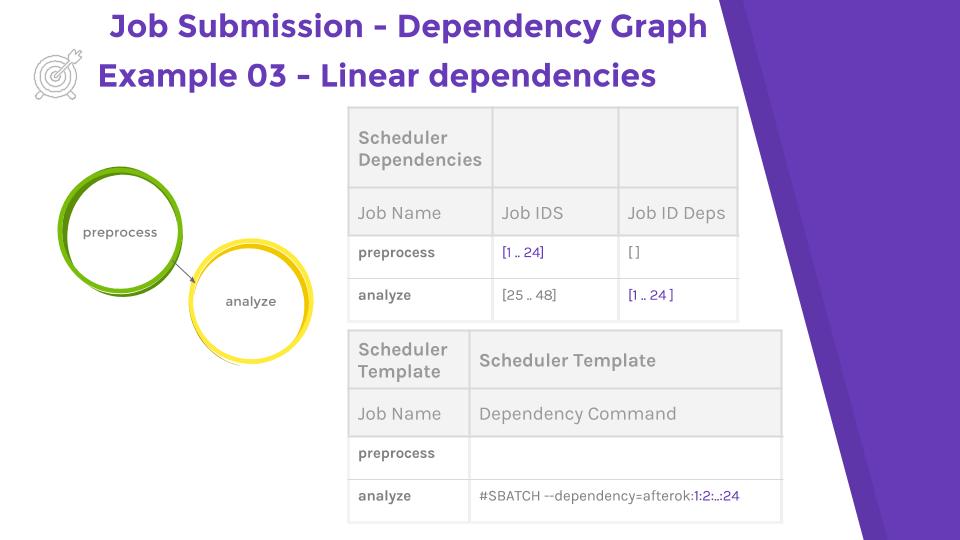 Job Submission - Dependency Graph
Example 03 - Linear dependencies
preprocess
analyze
Scheduler
Dependencies
Job Name Job IDS Job ID Deps
preprocess [1 .. 24] []
analyze [25 .. 48] [1 .. 24 ]
Scheduler
Template
Scheduler Template
Job Name Dependency Command
preprocess
analyze #SBATCH --dependency=afterok:1:2:..:24